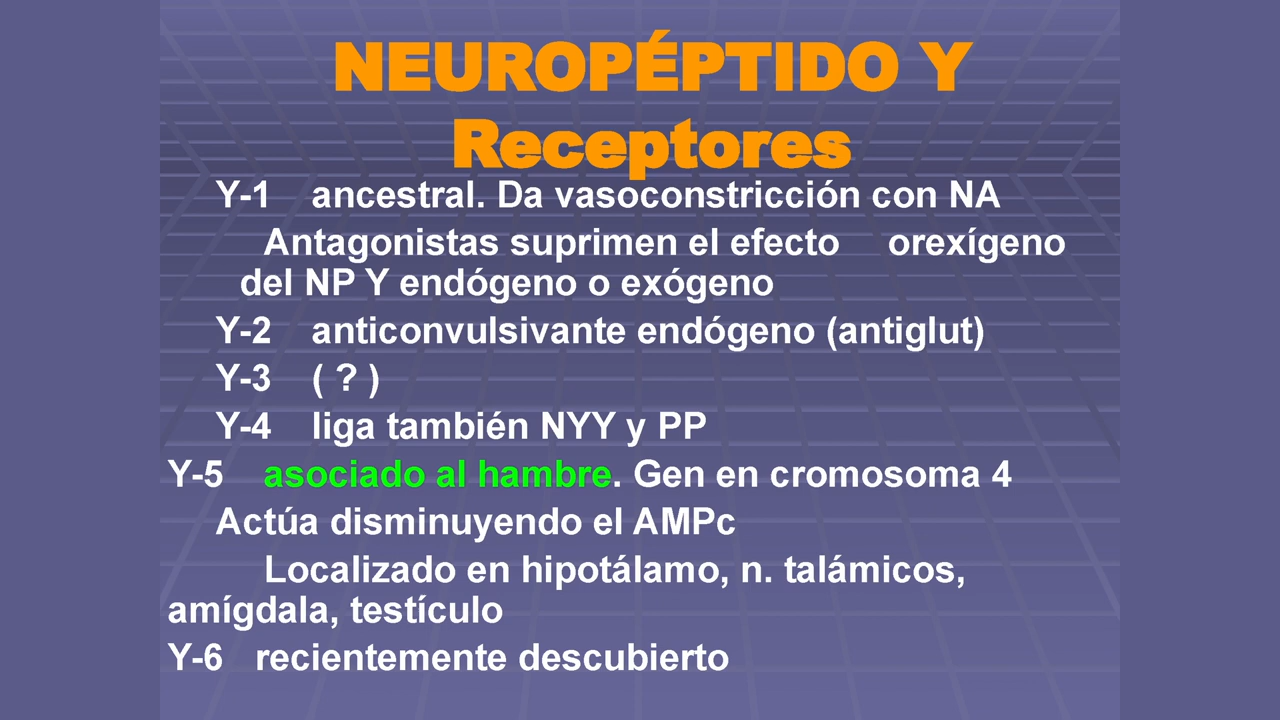 NEUROPÉPTIDO Y
Receptores
Y-1 ancestral. Da vasoconstricción con NA
Antagonistas suprimen el efecto orexígeno
del NP Y endógeno o exógeno
Y-2 anticonvulsivante endógeno (antiglut)
Y-3 ( ? )
Y-4 liga también NYY y PP
Y-5 asociado al hambre. Gen en cromosoma 4
Actúa disminuyendo el AMPc
Localizado en hipotálamo, n. talámicos,
amígdala, testículo
Y-6 recientemente descubierto